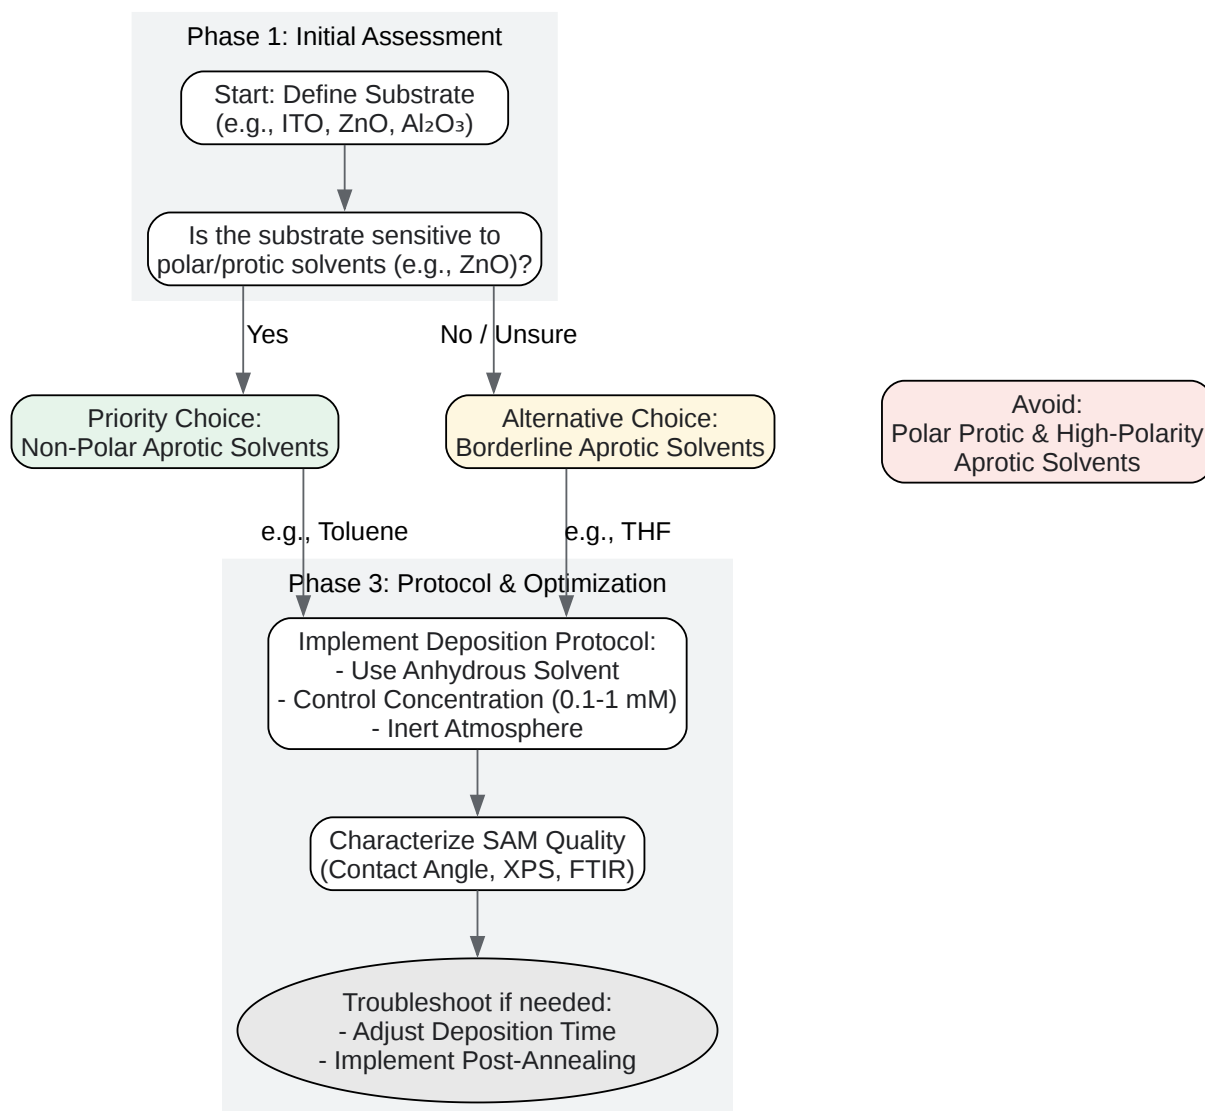 Phase 1: Initial Assessment
Start: Define Substrate
(e.g., ITO, ZnO, Al₂O₃)
Is the substrate sensitive to
polar/protic solvents (e.g., ZnO)?
Yes
No / Unsure
Priority Choice:
Non-Polar Aprotic Solvents
Alternative Choice:
Borderline Aprotic Solvents
Avoid:
Polar Protic & High-Polarity
Aprotic Solvents
e.g., Toluene
e.g., THF
Phase 3: Protocol & Optimization
Implement Deposition Protocol:
- Use Anhydrous Solvent
- Control Concentration (0.1-1 mM)
- Inert Atmosphere
Characterize SAM Quality
(Contact Angle, XPS, FTIR)
Troubleshoot if needed:
- Adjust Deposition Time
- Implement Post-Annealing